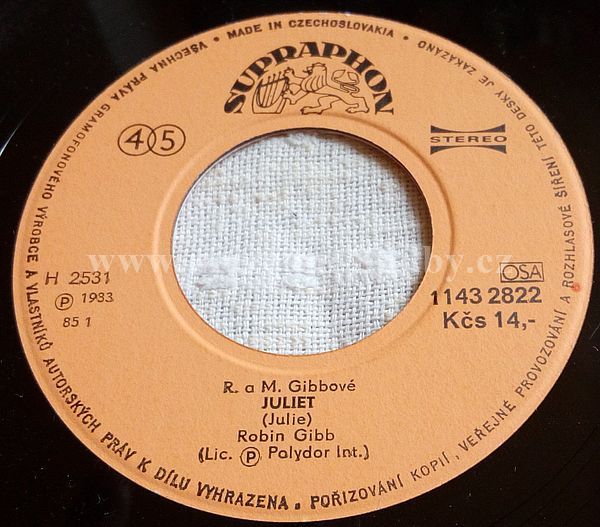 VŠECHNA PRÁVA GRAMOFONOVÉHO VÝROBCE A VLASTNÍKŮ AUTORSKÝCH PRÁV K DÍLU VYHRAZENA. POŘIZOVÁNÍ KOPIÍ, VEŘEJNÉ PROVOZOVÁNÍ A ROZHLASOVÉ ŠÍŘENÍ TÉTO DESKY JE ZAKÁZÁNO
• MADE IN CZECHOSLOVAKIA •
SUPRAPHON
45
STEREO
H 2531
Ⓟ 1983
85 1
OSA
1143 2822
Kčs 14,-
R. a M. Gibbové
JULIET
(Julie)
Robin Gibb
(Lic. Ⓟ Polydor Int.)